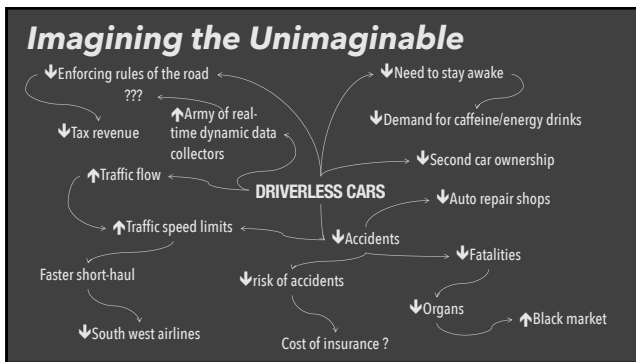 Imagining the Unimaginable
↓Enforcing rules of the road
↓Need to stay awake
???
↑Army of real-
time dynamic data
collectors
↓Tax revenue
↓Demand for caffeine/energy drinks
↓Second car ownership
↑Traffic flow
DRIVERLESS CARS
↓Auto repair shops
↑Traffic speed limits
↓Accidents
↓Fatalities
Faster short-haul
↓risk of accidents
↓Organs
↑Black market
↓South west airlines
Cost of insurance ?